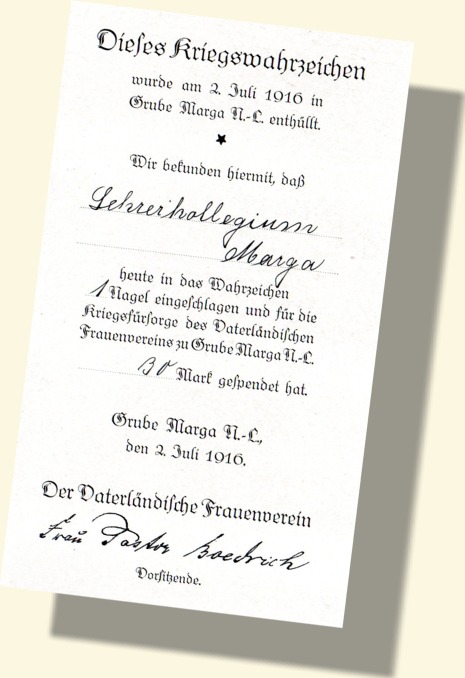 Dieses Kriegswahrzeichen
wurde am 2. Juli 1916 in
Grube Marga N.-L. enthüllt.
Wir bekunden hiermit, daß
Lehrerkollegium
Marga
heute in das Wahrzeichen
1 Nagel eingeschlagen und für die
Kriegsfürsorge des Vaterländischen
Frauenvereins zu Grube Marga N.-L.
30 Mark gespendet hat.
Grube Marga N.-L.,
den 2. Juli 1916.
Der Vaterländische Frauenverein
Frau Pastor Boedrich
Vorsitzende.